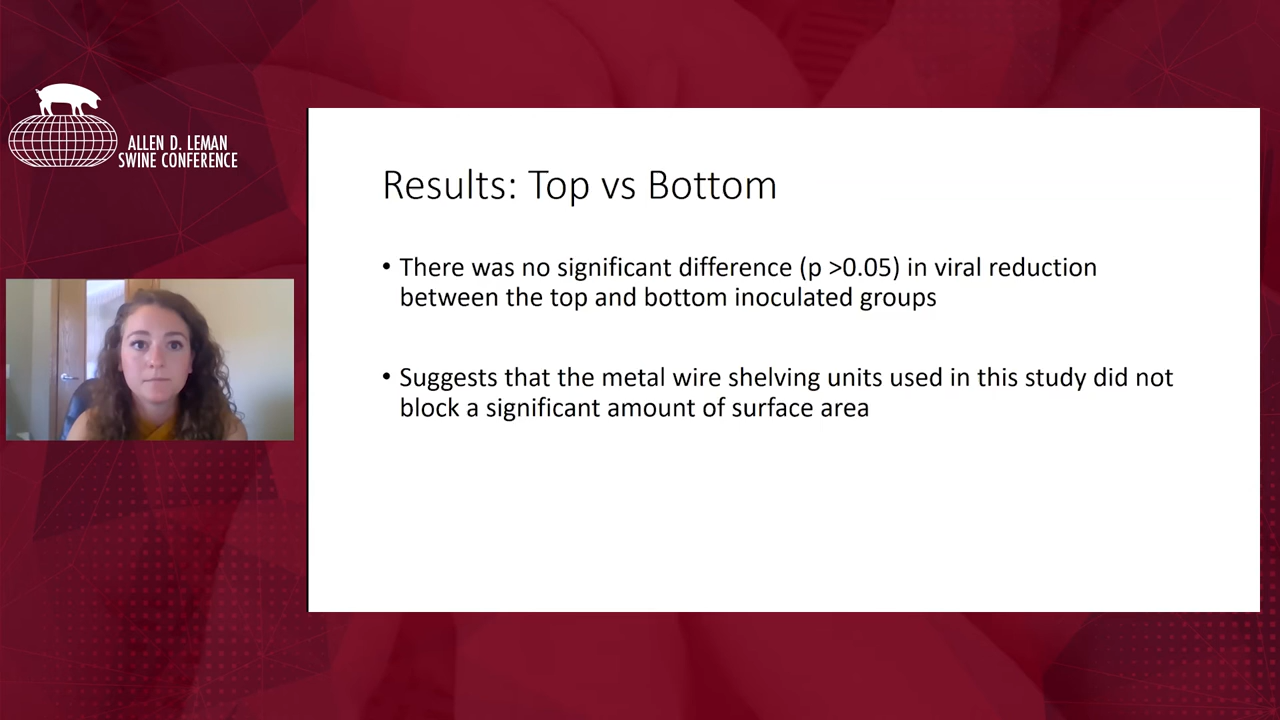 ALLEN D. LEMAN
SWINE CONFERENCE
Results: Top vs Bottom
• There was no significant difference (p >0.05) in viral reduction
between the top and bottom inoculated groups
• Suggests that the metal wire shelving units used in this study did not
block a significant amount of surface area